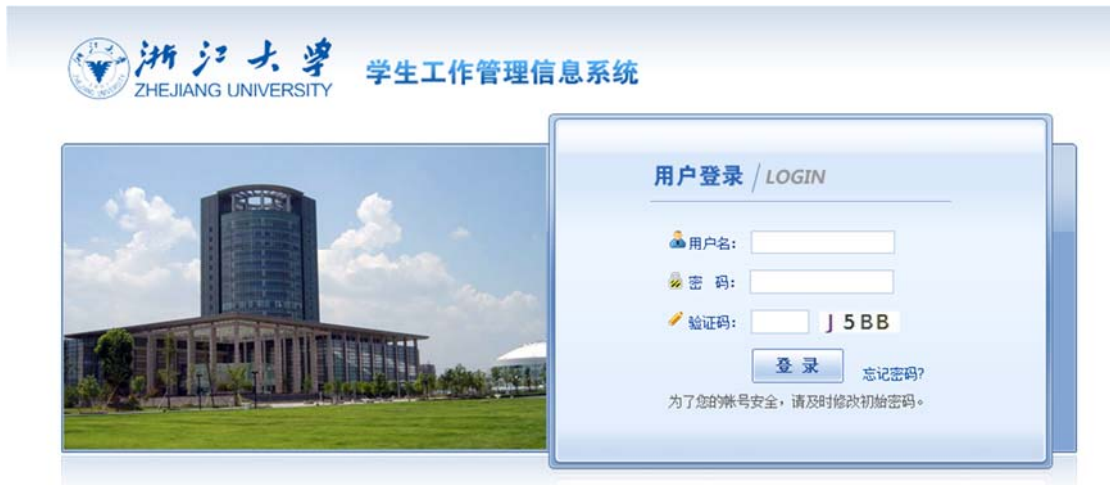 浙江大学
ZHEJIANG UNIVERSITY
学生工作管理信息系统
用户登录 / LOGIN
用户名:
密 码:
验证码: J5BB
登 录 忘记密码?
为了您的帐号安全，请及时修改初始密码。